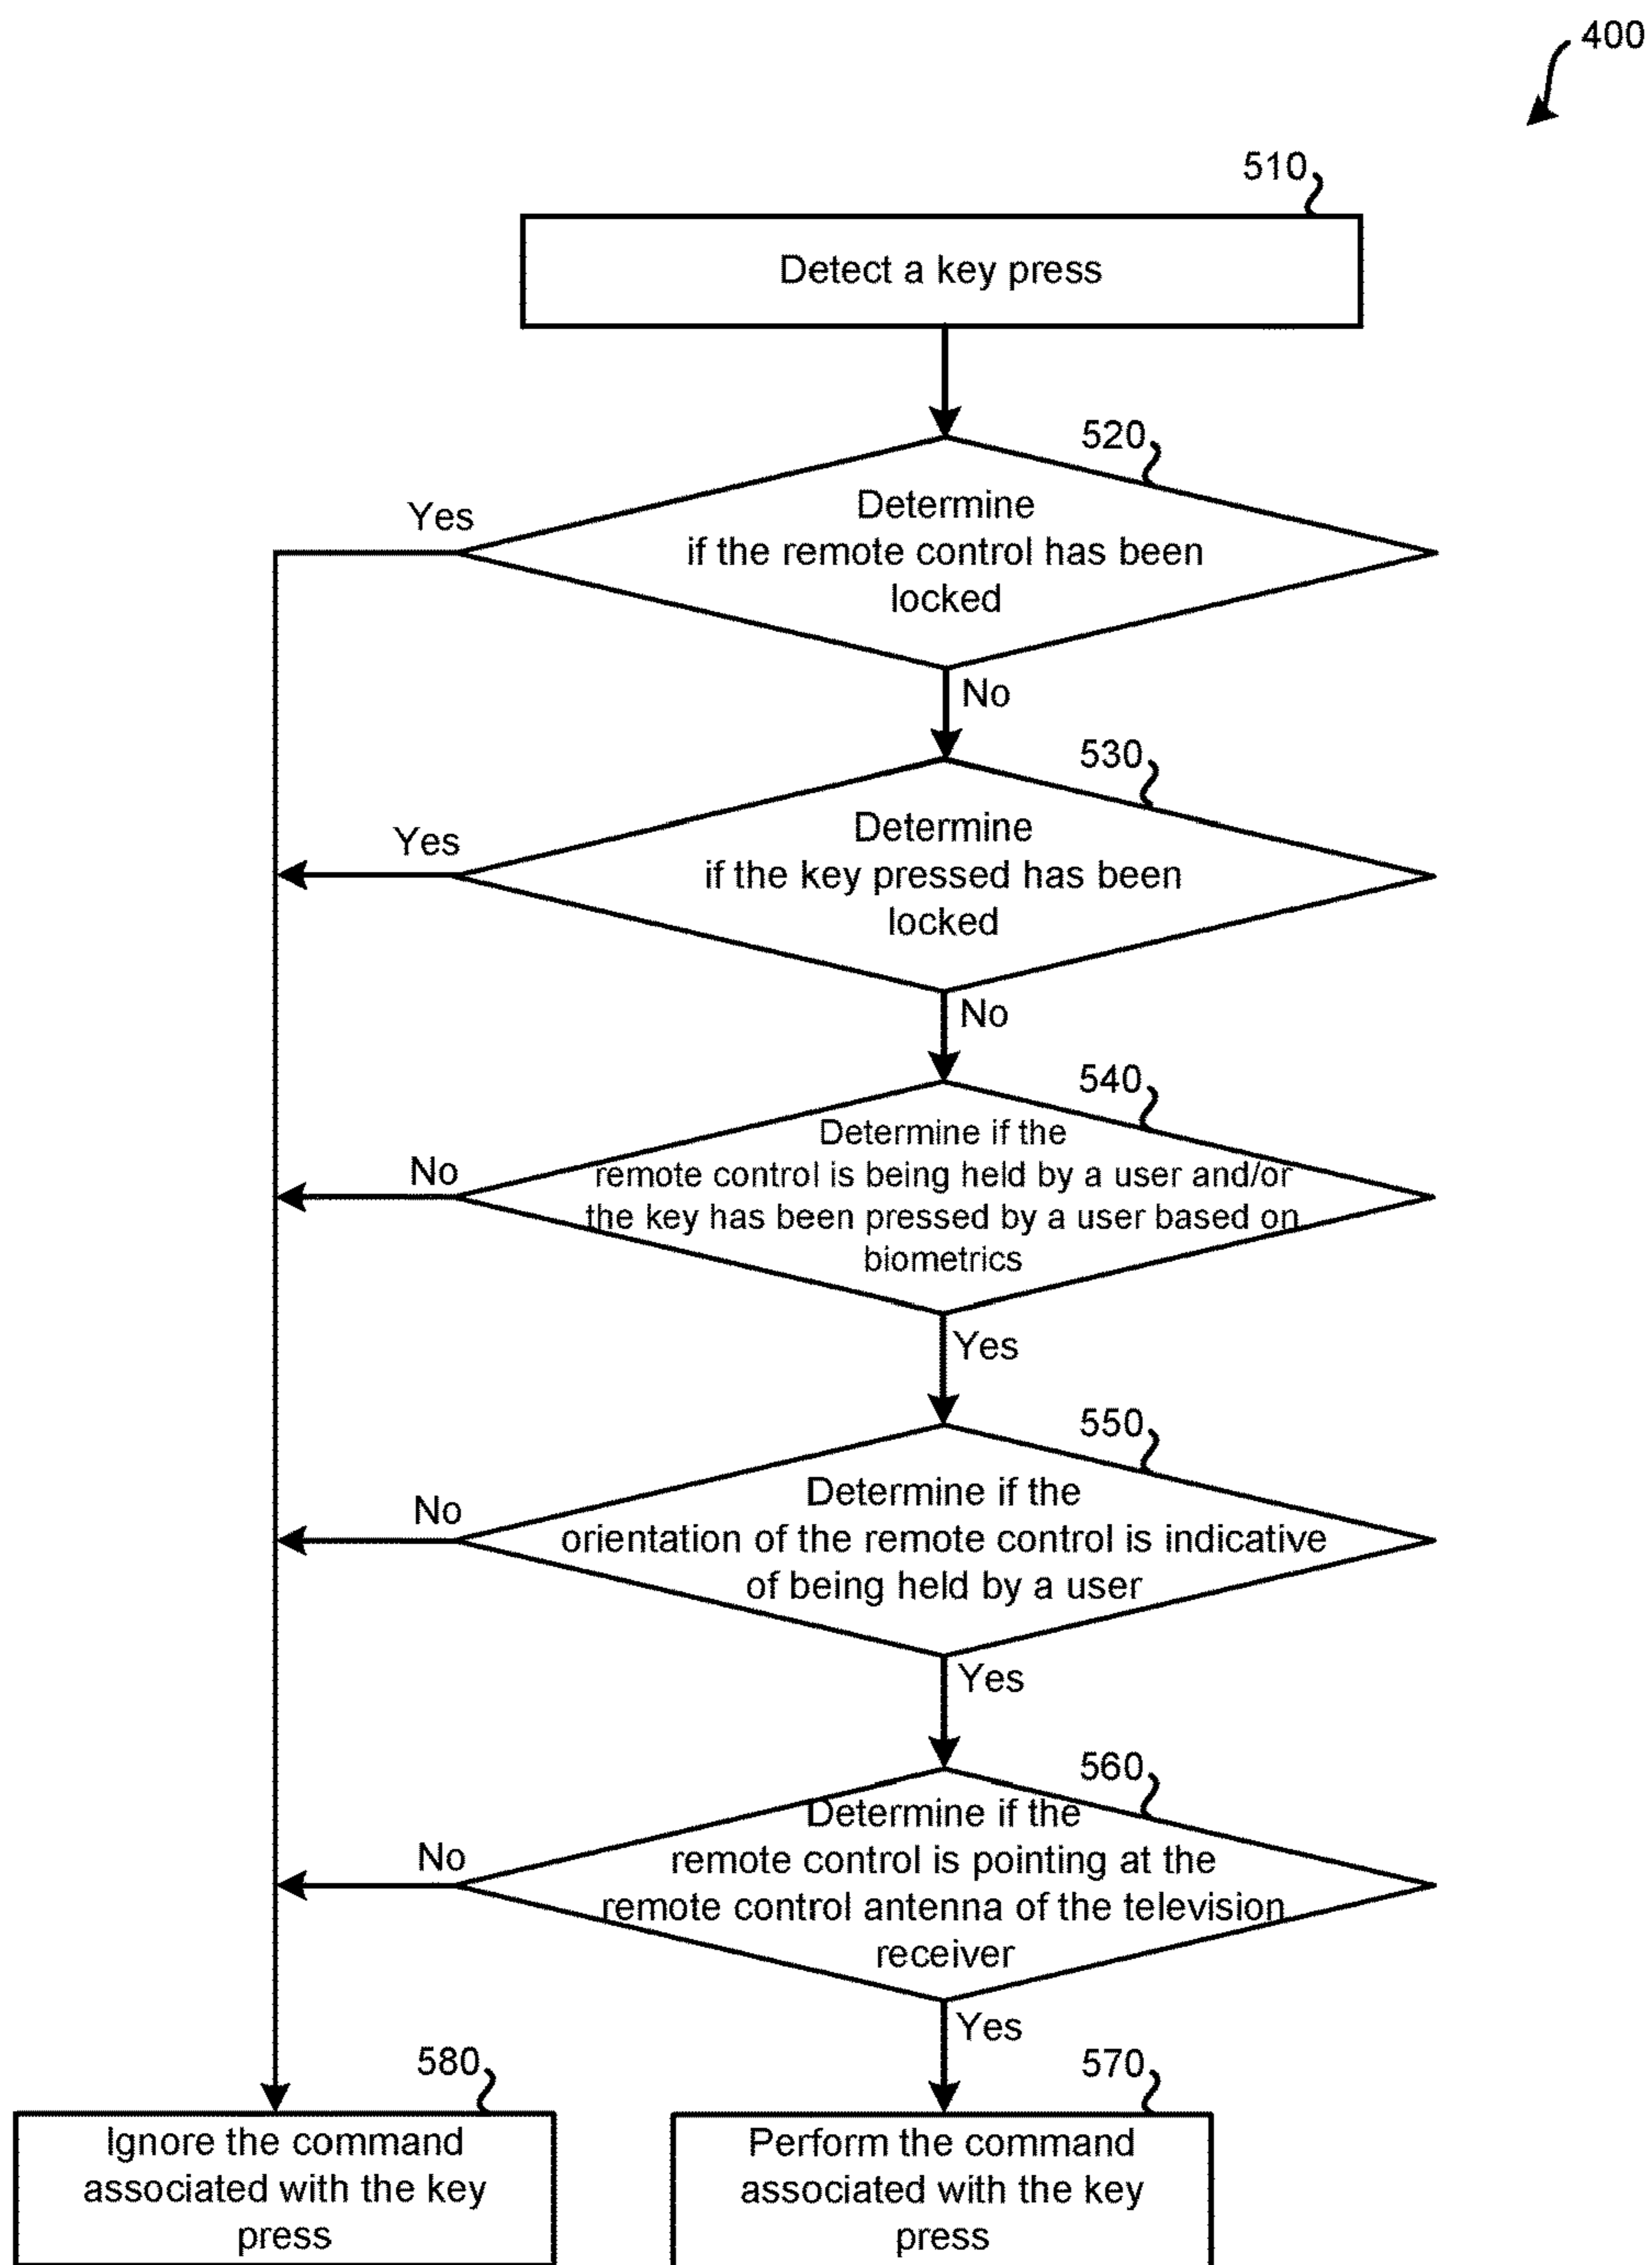 400
510
Detect a key press
520
Yes
Determine
if the remote control has been
locked
No
530
Yes
Determine
if the key pressed has been
locked
No
540
No
Determine if the
remote control is being held by a user and/or
the key has been pressed by a user based on
biometrics
Yes
550
No
Determine if the
orientation of the remote control is indicative
of being held by a user
Yes
560
No
Determine if the
remote control is pointing at the
remote control antenna of the television
receiver
Yes
580
Ignore the command
associated with the key
press
570
Perform the command
associated with the key
press